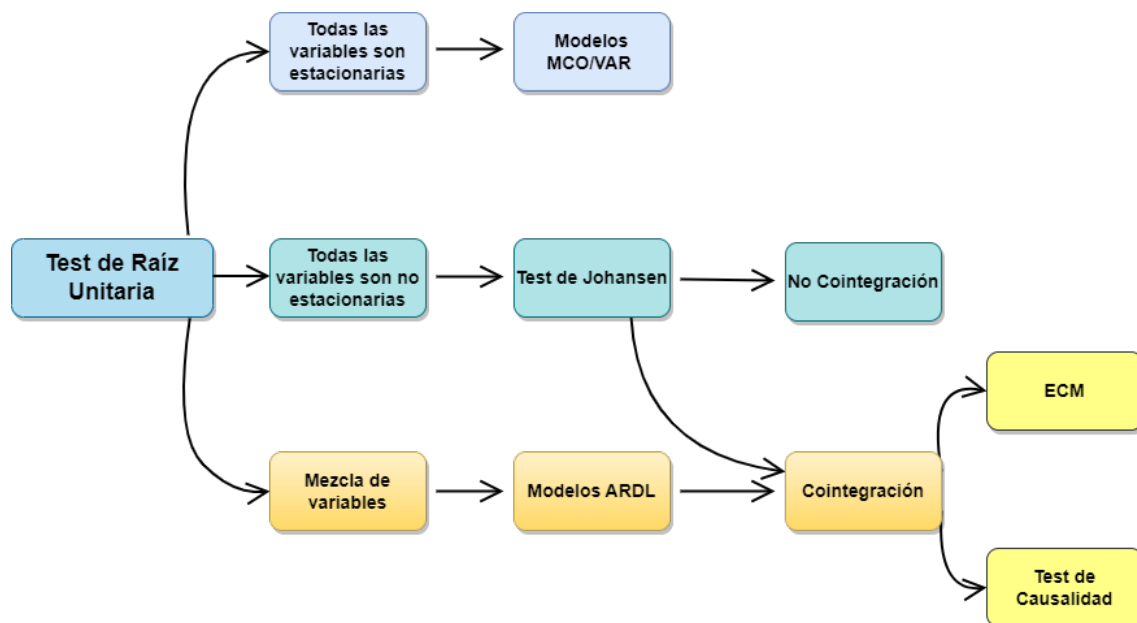 Todas las
variables son
estacionarias
Modelos
MCO/VAR
Test de Raíz
Unitaria
Todas las
variables son no
estacionarias
Test de Johansen
No Cointegración
ECM
Mezcla de
variables
Modelos ARDL
Cointegración
Test de
Causalidad